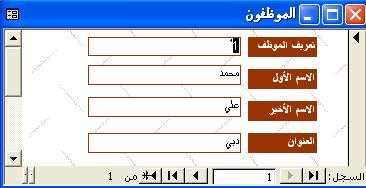 الموظفون
تعريف الموظف 1
الاسم الأول محمد
الاسم الأخير علي
العنوان دبي
السجل: 1 من 1